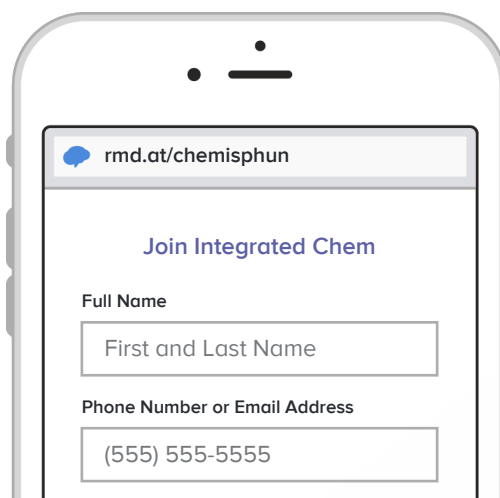 rmd.at/chemisphun
Join Integrated Chem
Full Name
First and Last Name
Phone Number or Email Address
(555) 555-5555